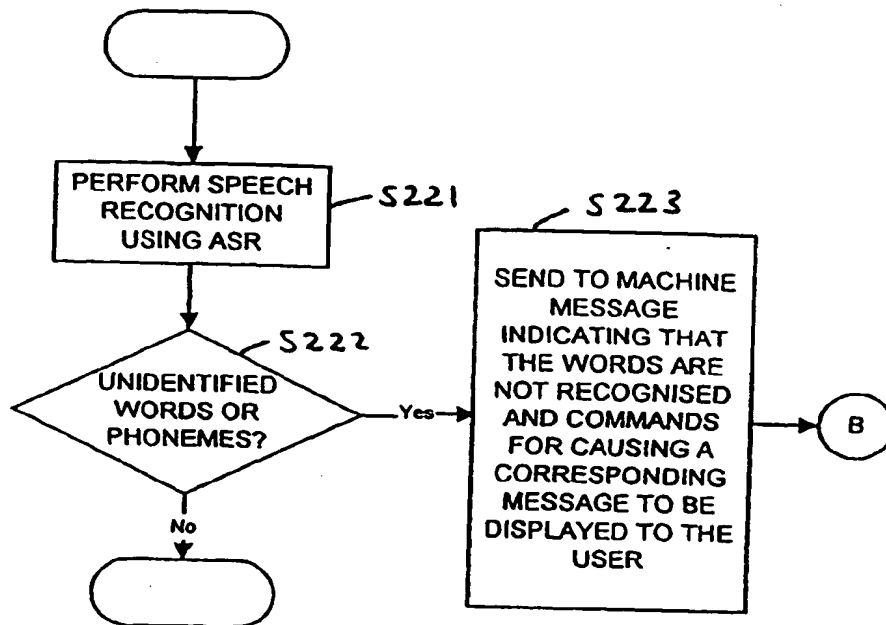 PERFORM SPEECH
RECOGNITION
USING ASR
S221
S223
SEND TO MACHINE
MESSAGE
INDICATING THAT
THE WORDS ARE
NOT RECOGNISED
AND COMMANDS
FOR CAUSING A
CORRESPONDING
MESSAGE TO BE
DISPLAYED TO THE
USER
S222
UNIDENTIFIED
WORDS OR
PHONEMES?
Yes
B
No